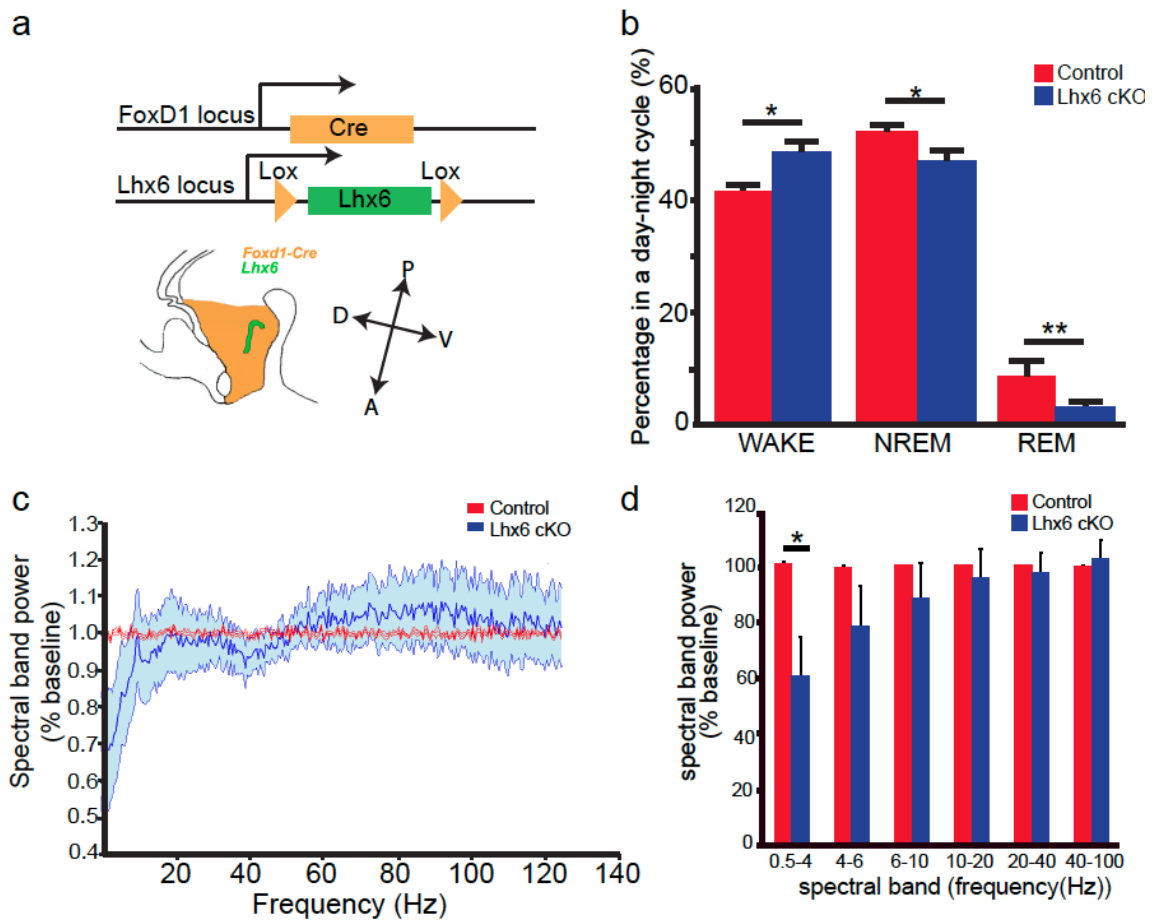 a
FoxD1 locus
Cre
Lhx6 locus
Lox
Lox
Lhx6
Foxd1-Cre
Lhx6
P
D
V
A
b
Percentage in a day-night cycle (%)
60
40
20
0
*
*
**
Control
Lhx6 cKO
WAKE
NREM
REM
c
Spectral band power
(% baseline)
1.3
1.2
1.1
1.0
0.9
0.8
0.7
0.6
0.5
0.4
Control
Lhx6 cKO
20
40
60
80
100
120
140
Frequency (Hz)
d
spectral band power
(% baseline)
120
100
80
60
40
20
0
*
Control
Lhx6 cKO
0.5-4
4-6
6-10
10-20
20-40
40-100
spectral band (frequency(Hz))